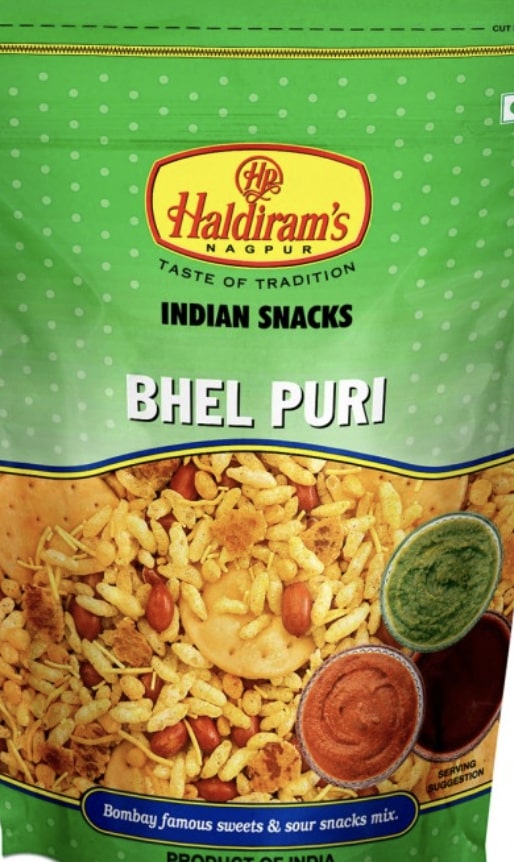 CUT
HR
Haldiram's
NAGPUR
TASTE OF TRADITION
INDIAN SNACKS
BHEL PURI
SERVING
SUGGESTION
Bombay famous sweets & sour snacks mix.
PRODUCT OF INDIA